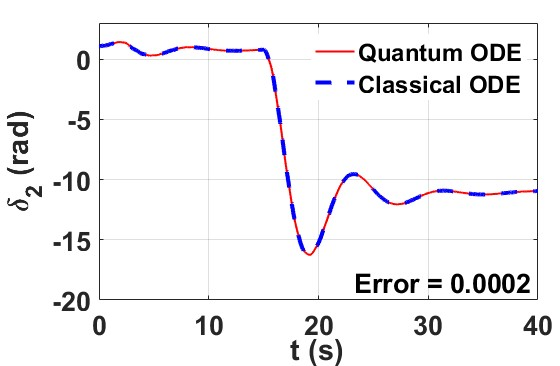 Quantum ODE
Classical ODE
δ2 (rad)
0
-5
-10
-15
-20
Error = 0.0002
0 10 20 30 40
t (s)